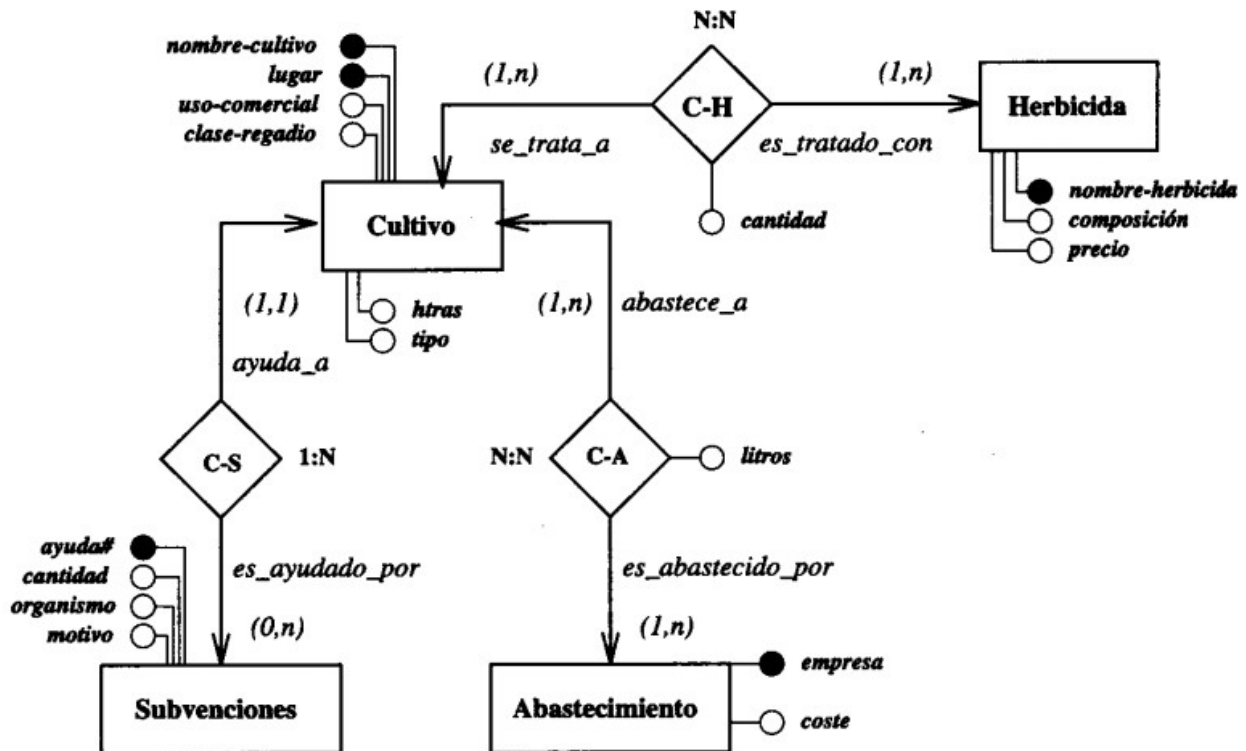 N:N
nombre-cultivo
lugar
uso-comercial
clase-regadio
(1,n)
C-H
(1,n)
Herbicida
se_trata_a
es_tratado_con
nombre-herbicida
composición
precio
cantidad
Cultivo
htras
tipo
(1,1)
ayuda_a
(1,n)
abastece_a
C-S
1:N
N:N
C-A
litros
ayuda#
cantidad
organismo
motivo
es_ayudado_por
(0,n)
es_abastecido_por
(1,n)
Subvenciones
Abastecimiento
empresa
coste